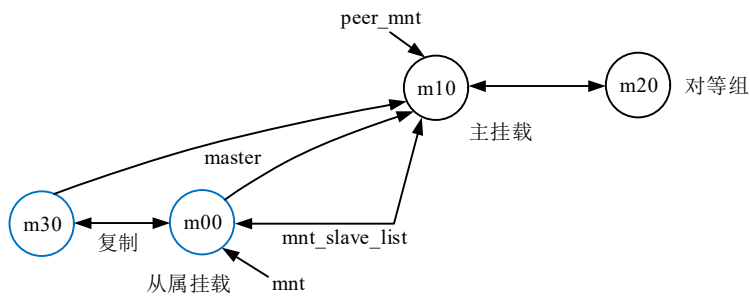 peer_mnt
m10
m20
对等组
主挂载
master
m30
m00
复制
mnt_slave_list
从属挂载
mnt